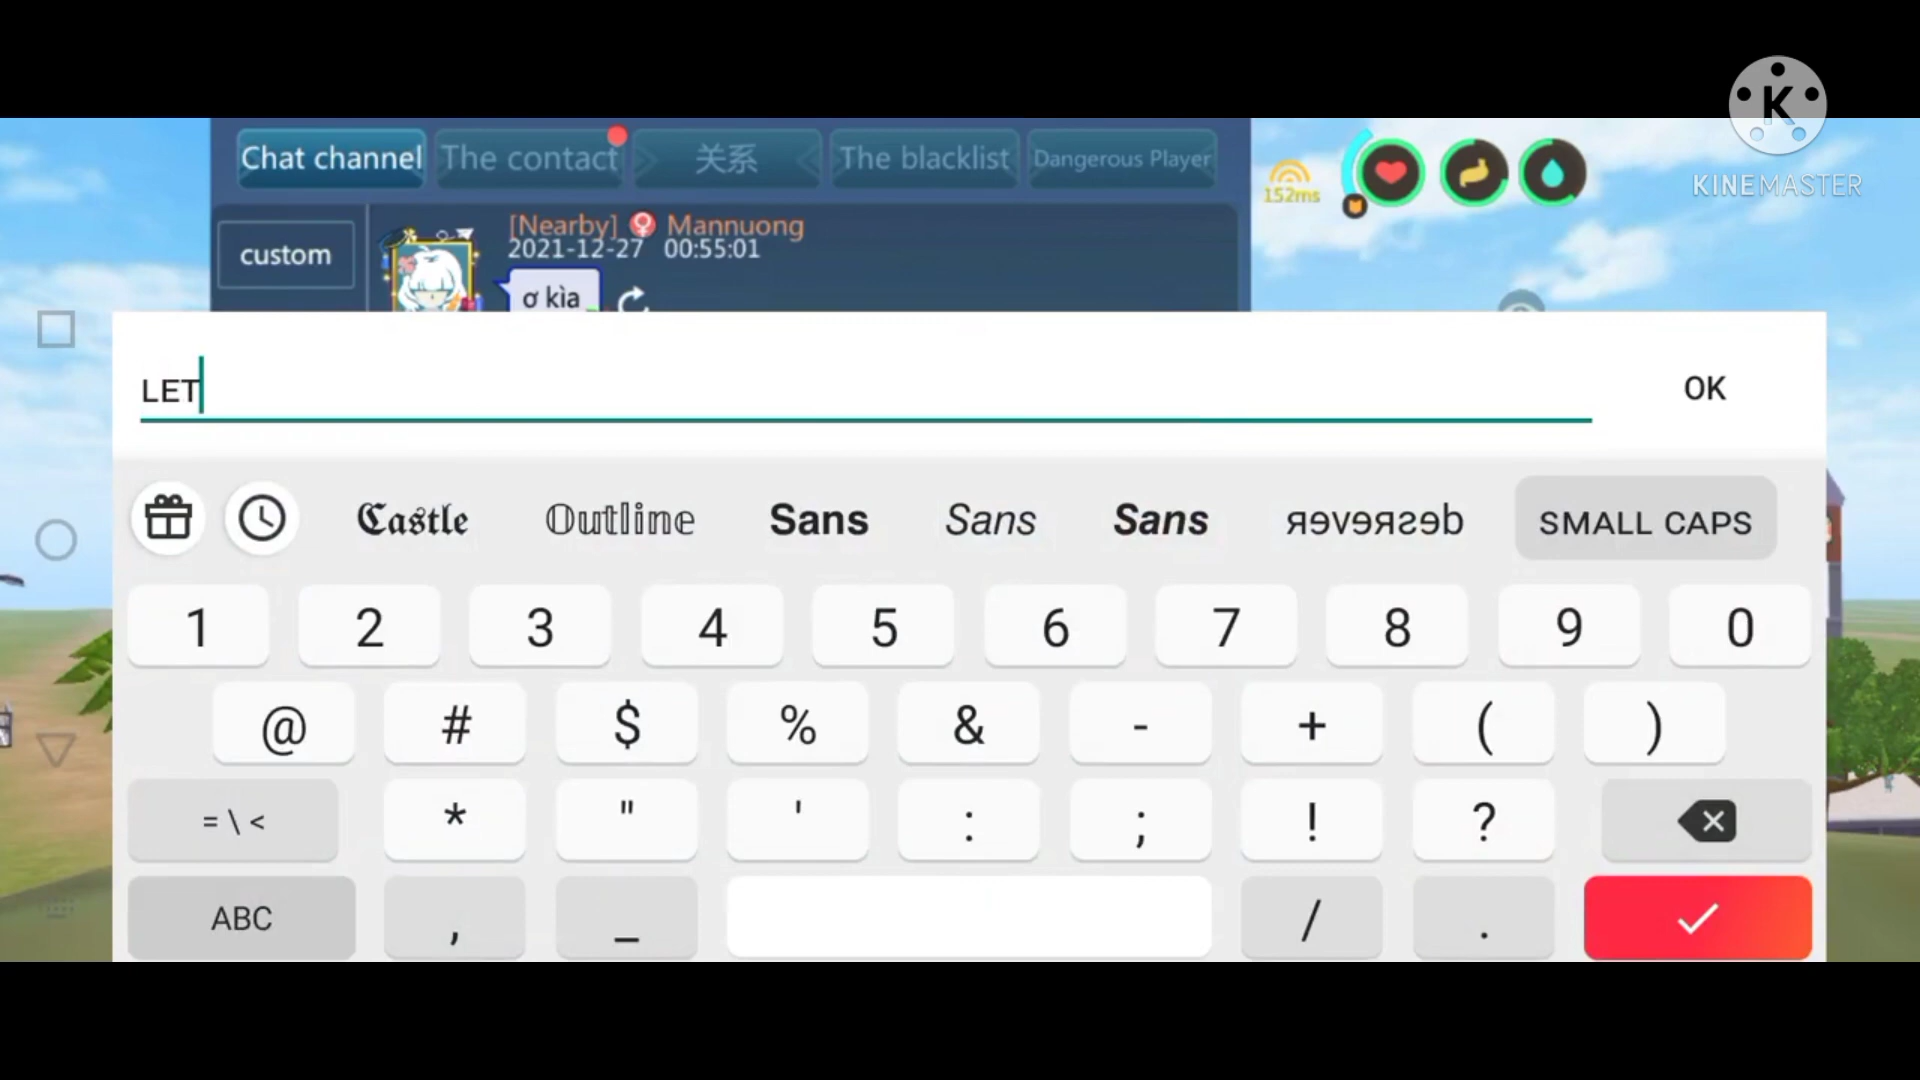 K
KINEMASTER
Chat channel The contact 关系 The blacklist Dangerous Player
152ms
custom
[Nearby] Mannuong
2021-12-27 00:55:01
ơ kìa
LET
OK
Castle Outline Sans Sans Sans яɘvɘяƨɘb SMALL CAPS
1 2 3 4 5 6 7 8 9 0
@ # $ % & - + ( )
= \ < * " ' : ; ! ?
ABC , _ / .